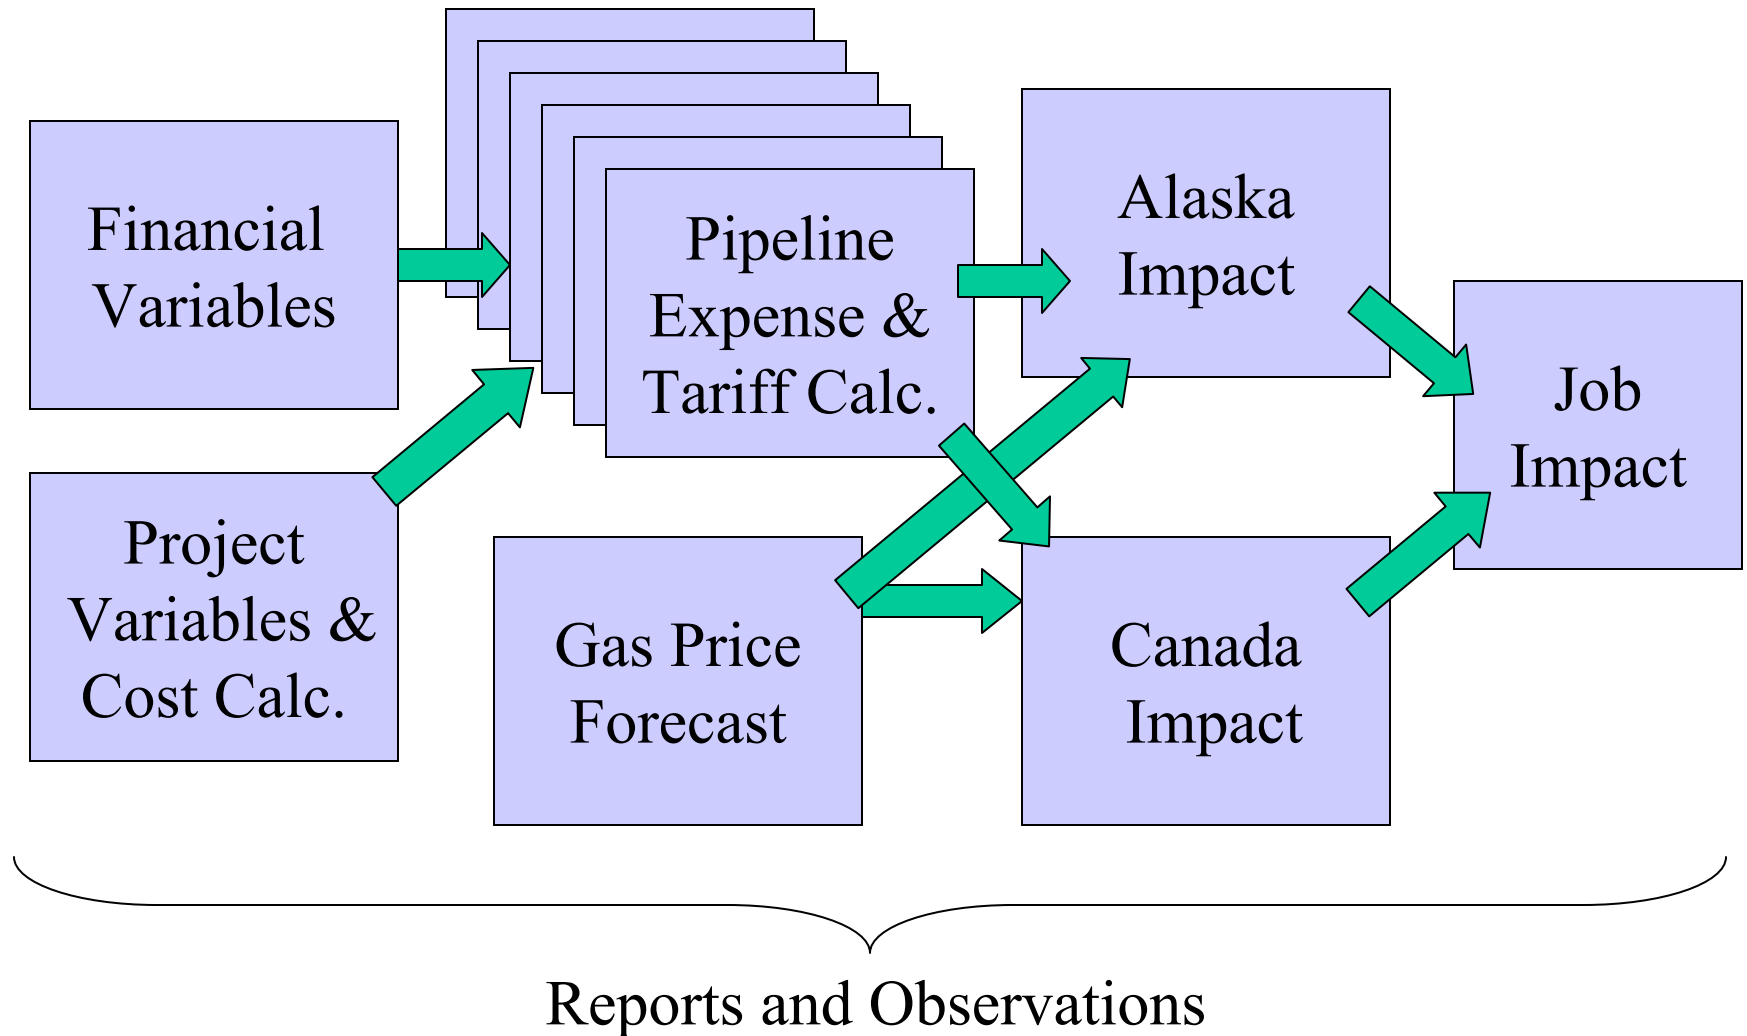 Financial
Variables
Project
Variables &
Cost Calc.
Pipeline
Expense &
Tariff Calc.
Gas Price
Forecast
Alaska
Impact
Canada
Impact
Job
Impact
Reports and Observations